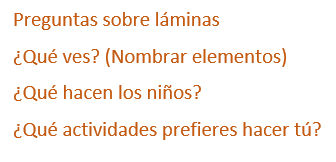 Preguntas sobre láminas
¿Qué ves? (Nombrar elementos)
¿Qué hacen los niños?
¿Qué actividades prefieres hacer tú?